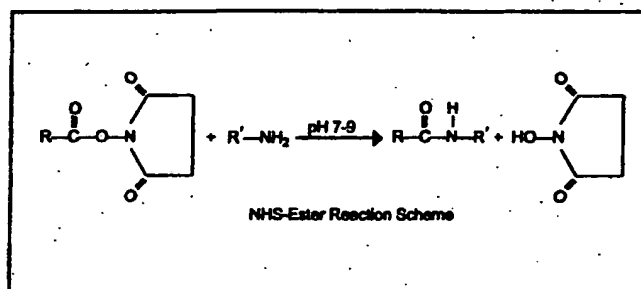 O O O H O
R—C—O—N + R'—NH₂ pH 7-9 R—C—N—R' + HO—N
O O
NHS-Ester Reaction Scheme